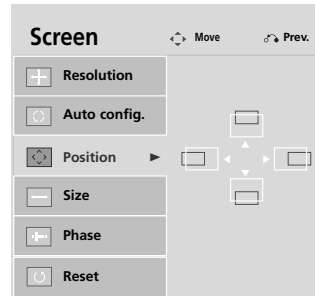 Screen Move Prev.
Resolution
Auto config.
Position
Size
Phase
Reset